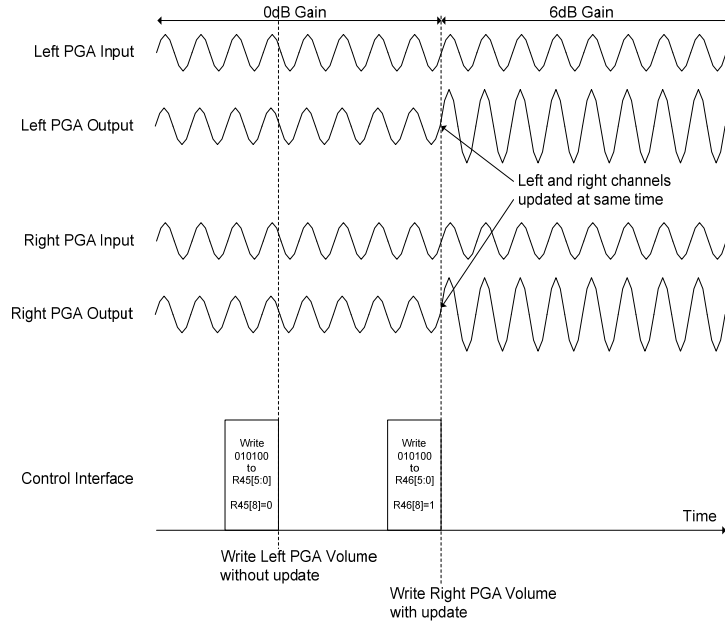 0dB Gain
6dB Gain
Left PGA Input
Left PGA Output
Left and right channels
updated at same time
Right PGA Input
Right PGA Output
Control Interface
Write
010100
to
R45[5:0]
R45[8]=0
Write
010100
to
R46[5:0]
R46[8]=1
Time
Write Left PGA Volume
without update
Write Right PGA Volume
with update